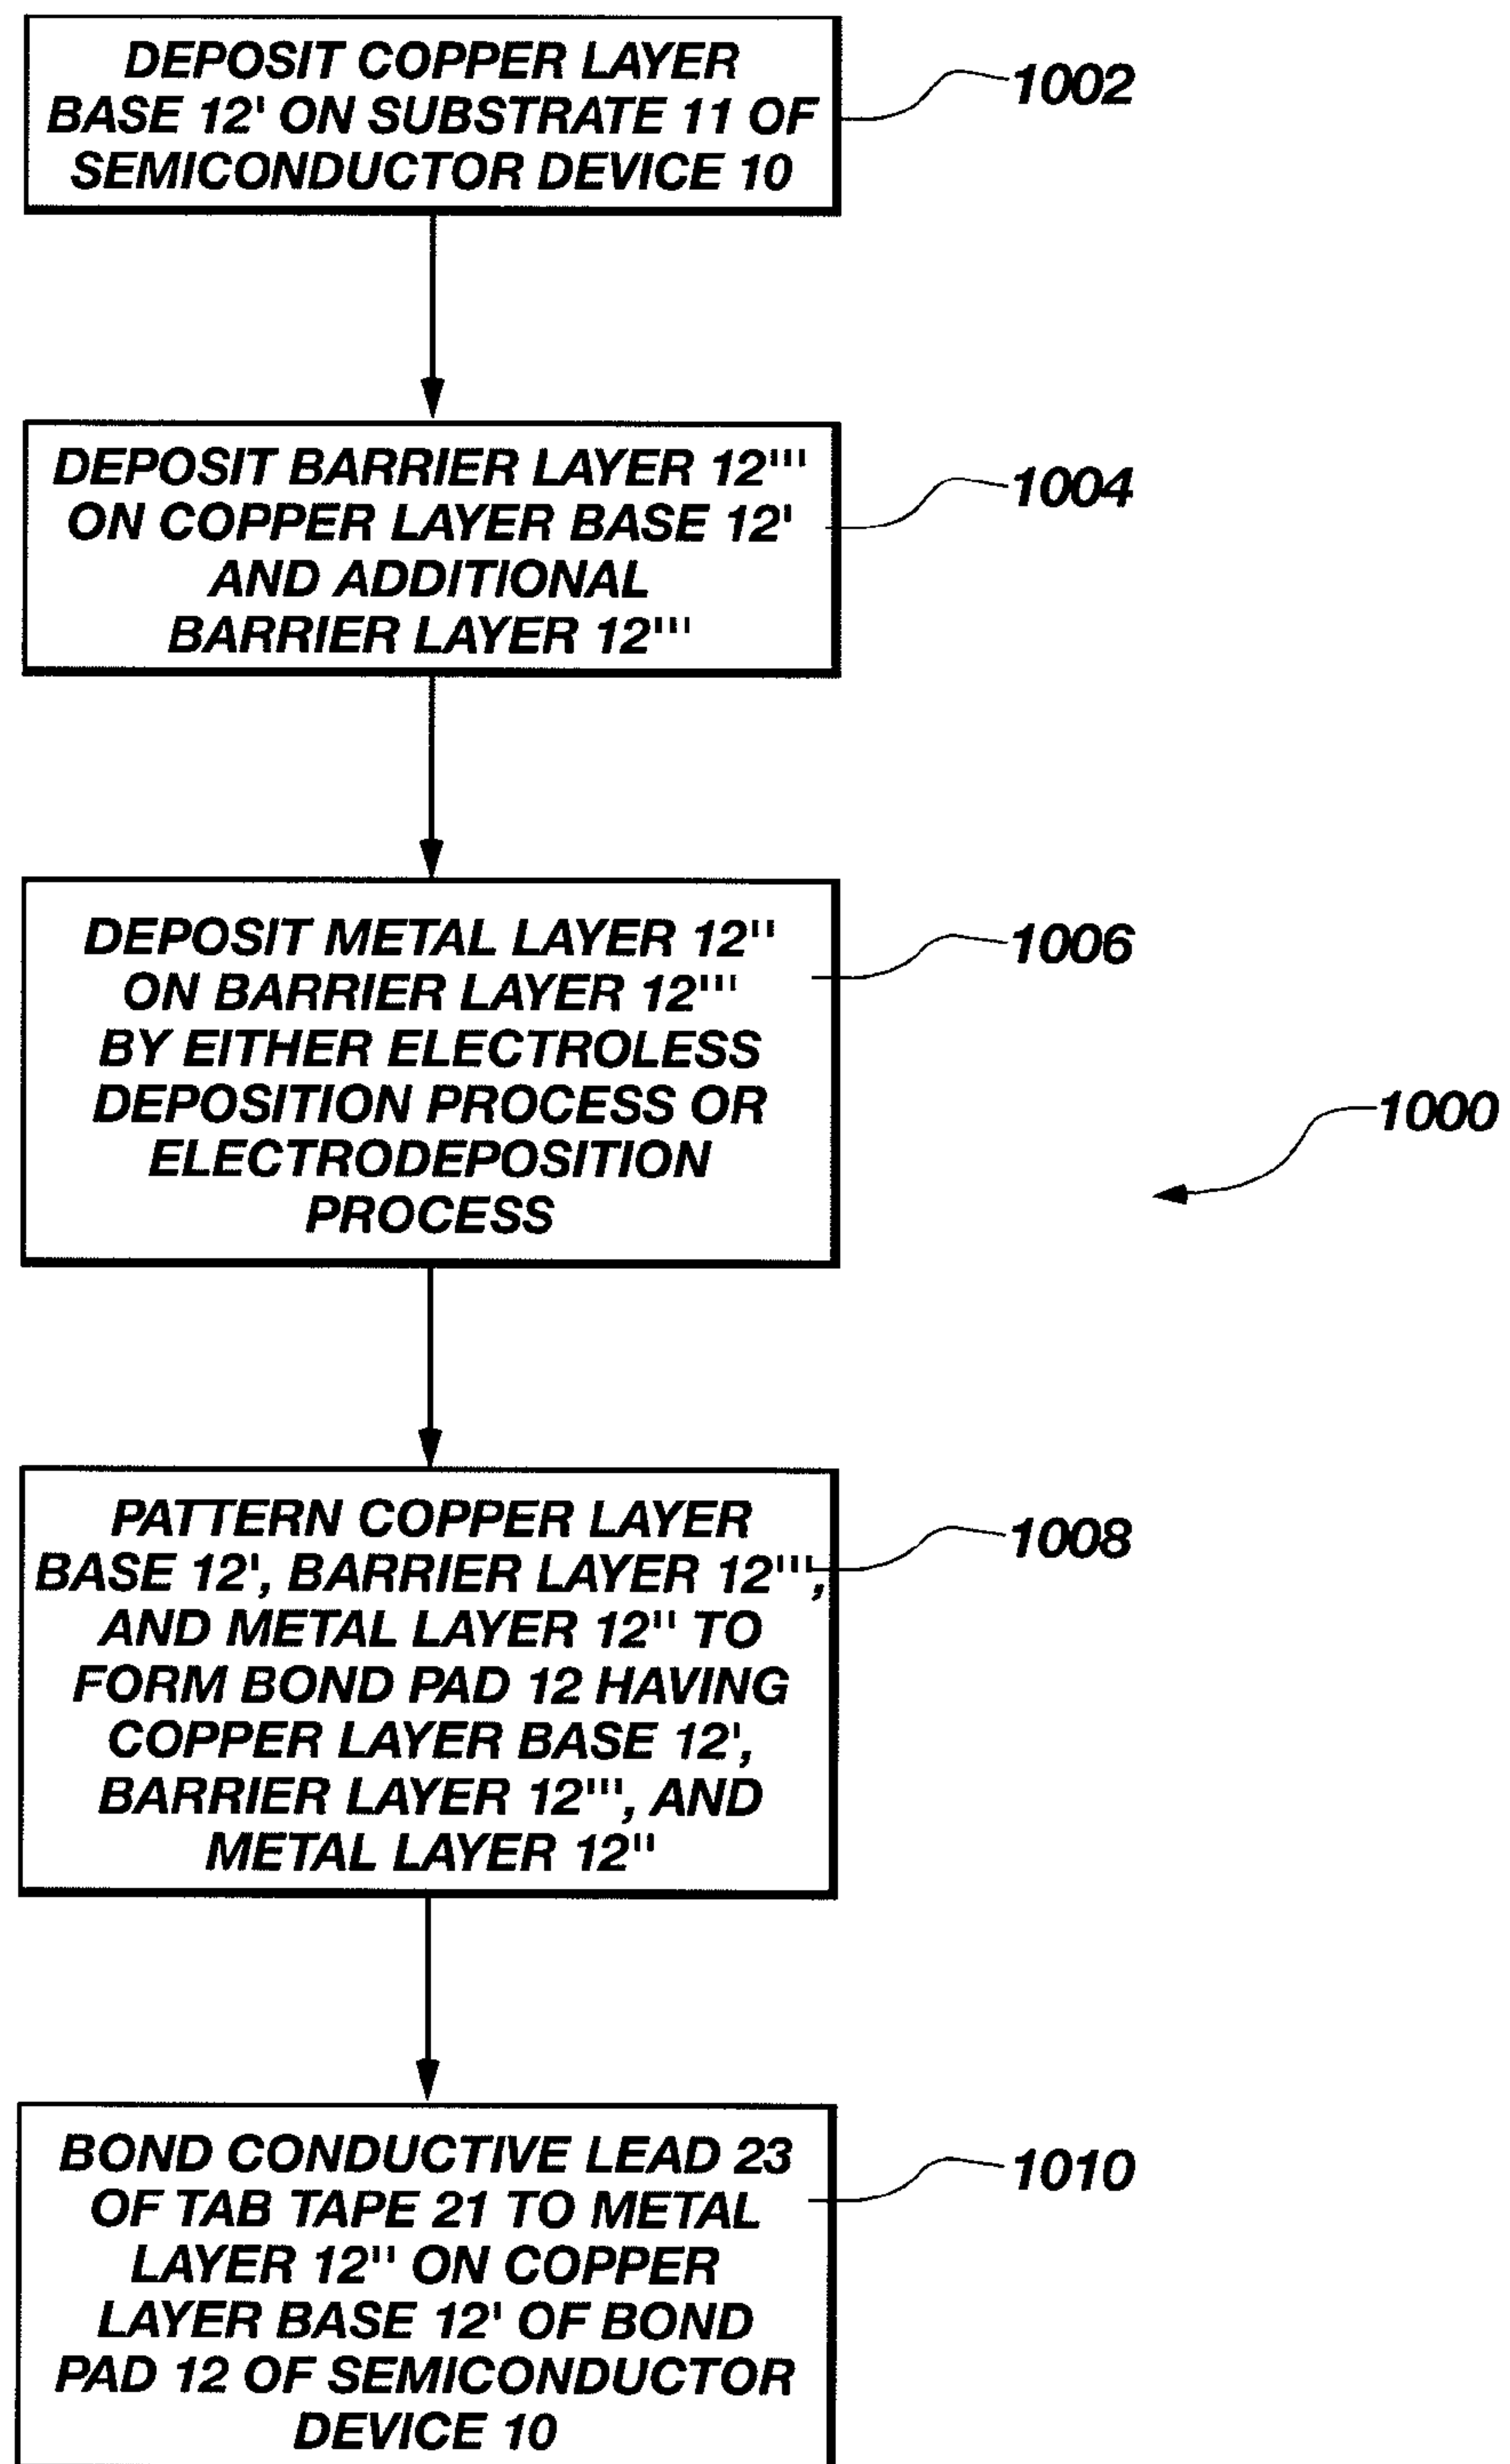 DEPOSIT COPPER LAYER
BASE 12' ON SUBSTRATE 11 OF
SEMICONDUCTOR DEVICE 10
1002
DEPOSIT BARRIER LAYER 12'''
ON COPPER LAYER BASE 12'
AND ADDITIONAL
BARRIER LAYER 12'''
1004
DEPOSIT METAL LAYER 12''
ON BARRIER LAYER 12'''
BY EITHER ELECTROLESS
DEPOSITION PROCESS OR
ELECTRODEPOSITION
PROCESS
1006
1000
PATTERN COPPER LAYER
BASE 12', BARRIER LAYER 12''',
AND METAL LAYER 12'' TO
FORM BOND PAD 12 HAVING
COPPER LAYER BASE 12',
BARRIER LAYER 12''', AND
METAL LAYER 12''
1008
BOND CONDUCTIVE LEAD 23
OF TAB TAPE 21 TO METAL
LAYER 12'' ON COPPER
LAYER BASE 12' OF BOND
PAD 12 OF SEMICONDUCTOR
DEVICE 10
1010